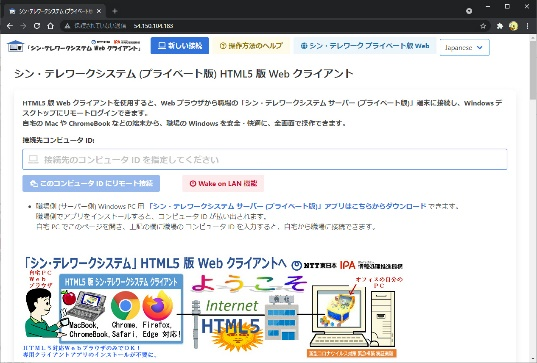 シン・テレワークシステム (プライベート版)
保護されていない通信 54.150.104.183
「シン・テレワークシステム」HTML5 版 Web クライアント
新しい接続
操作方法のヘルプ
シン・テレワーク プライベート版 Web
Japanese
シン・テレワークシステム (プライベート版) HTML5 版 Web クライアント
HTML5 版 Web クライアントを使用すると、Web ブラウザから職場の「シン・テレワークシステム サーバー (プライベート版)」端末に接続し、Windows デ
スクトップにリモートログインできます。
自宅の Mac や ChromeBook などの端末から、職場の Windows を安全・快適に、全画面で操作できます。
接続先コンピュータ ID:
接続先のコンピュータ ID を指定してください
このコンピュータ ID にリモート接続
Wake on LAN 機能
職場側 (サーバー側) Windows PC 用「シン・テレワークシステム サーバー (プライベート版)」アプリはこちらからダウンロード できます。
職場側でアプリをインストールすると、コンピュータ ID が払い出されます。
自宅 PC でこのページを開き、上記の欄に職場の コンピュータ ID を入力すると、自宅から職場に接続できます。
「シン・テレワークシステム」HTML5 版 Web クライアントへ
NTT東日本 IPA
ようこそ
自宅PC
Web
ブラウザ
HTML5 版 シン・テレワークシステム クライアント
MacBook, Chrome, Firefox,
ChromeBook, Safari, Edge 対応!
Internet
HTML5
オフィスの自分の
PC
HTML5対応WebブラウザのみでOK!
専用クライアントアプリのインストールが不要に。